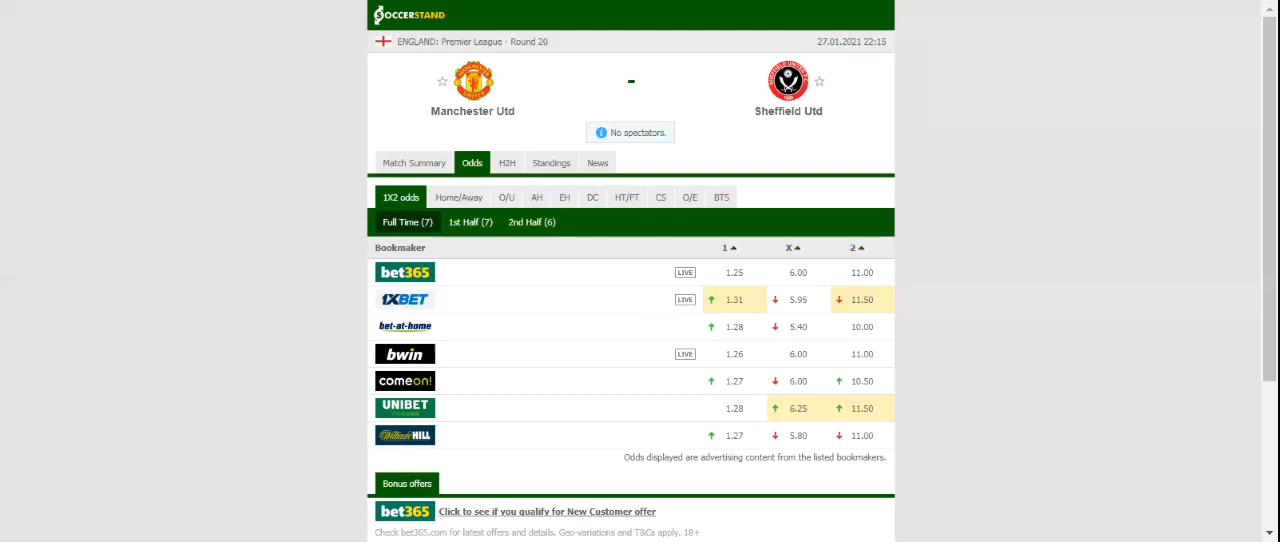 SOCCERSTAND
ENGLAND: Premier League - Round 20 27.01.2021 22:15
-
Manchester Utd Sheffield Utd
No spectators.
Match Summary Odds H2H Standings News
1X2 odds Home/Away O/U AH EH DC HT/FT CS O/E BTS
Full Time (7) 1st Half (7) 2nd Half (6)
Bookmaker 1 X 2
bet365 LIVE 1.25 6.00 11.00
1XBET LIVE 1.31 5.95 11.50
bet-at-home 1.28 5.40 10.00
bwin LIVE 1.26 6.00 11.00
comeon! 1.27 6.00 10.50
UNIBET 1.28 6.25 11.50
William HILL 1.27 5.80 11.00
Odds displayed are advertising content from the listed bookmakers.
Bonus offers
bet365 Click to see if you qualify for New Customer offer
Check bet365.com for latest offers and details. Geo-variations and T&Cs apply. 18+